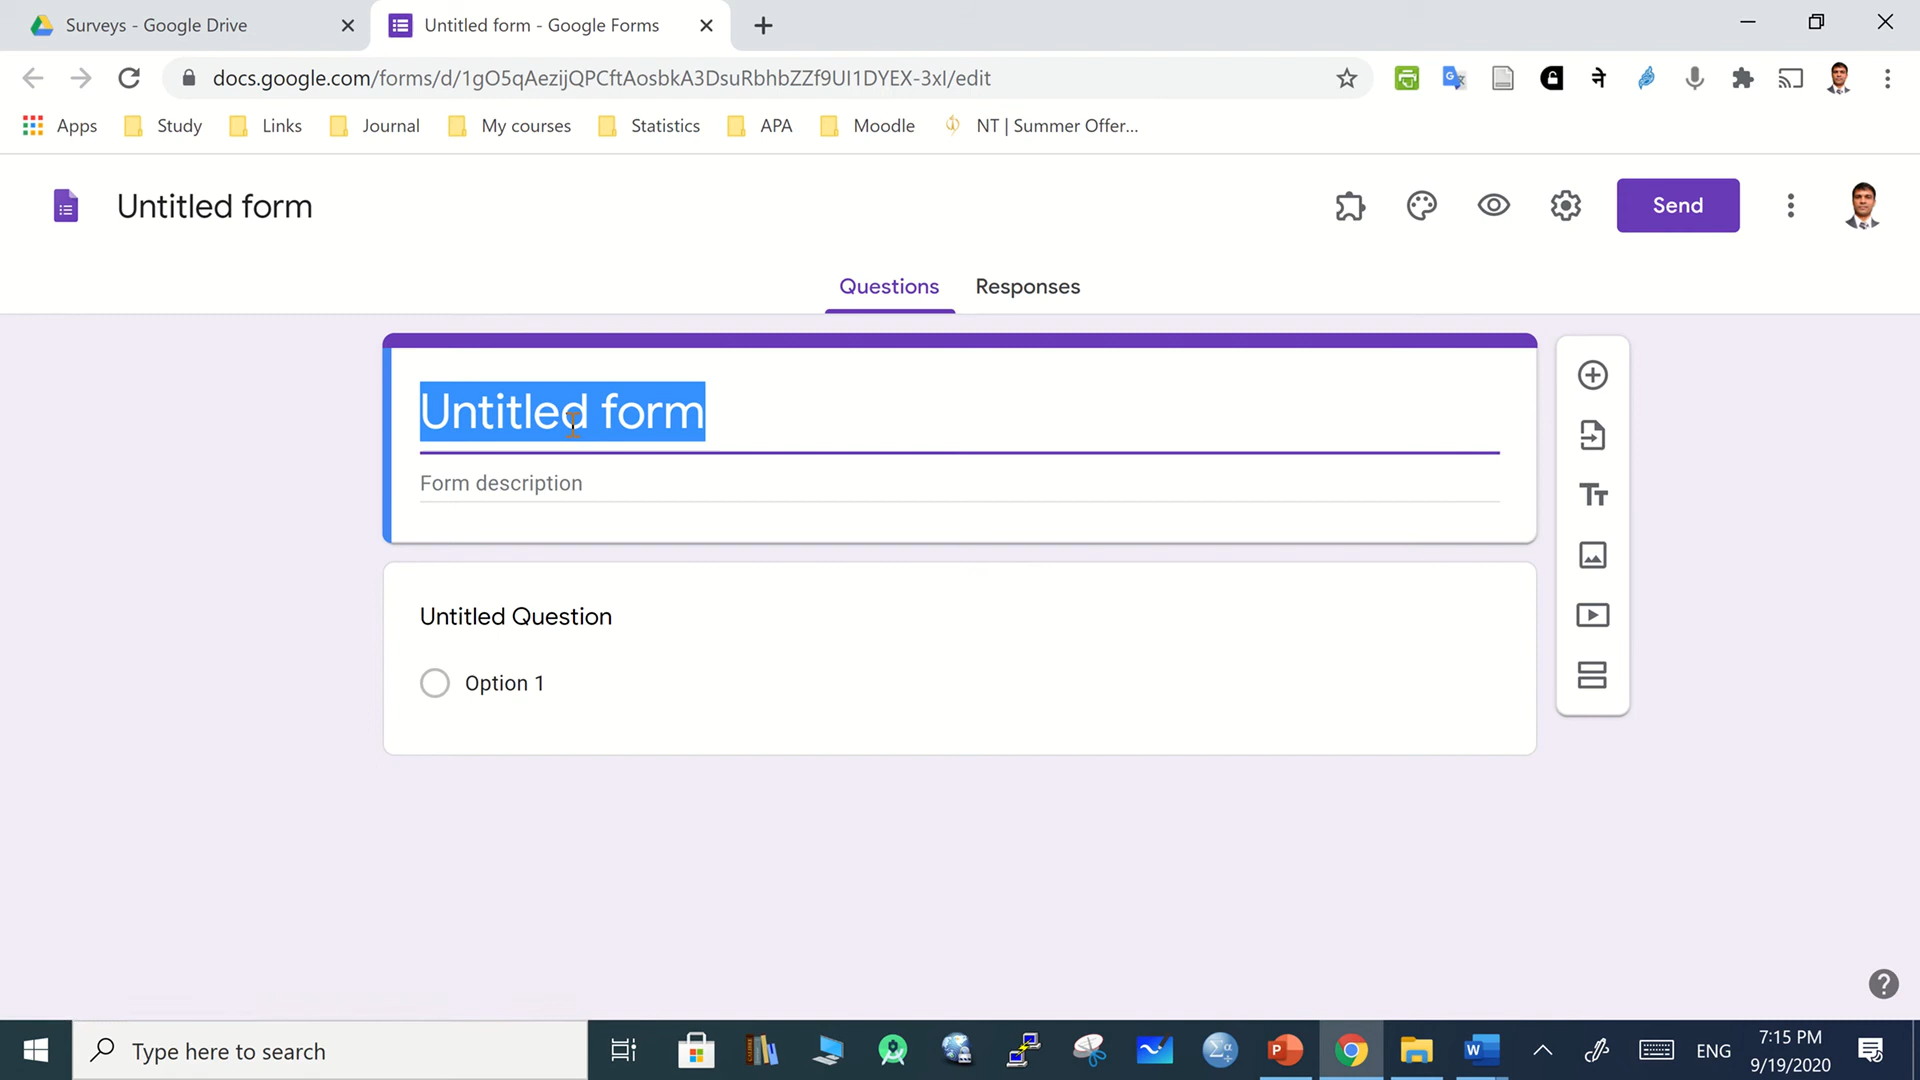 Surveys - Google Drive
Untitled form - Google Forms
docs.google.com/forms/d/1gO5qAezijQPCftAosbkA3DsuRbhbZZf9UI1DYEX-3xI/edit
Apps
Study
Links
Journal
My courses
Statistics
APA
Moodle
NT | Summer Offer...
Untitled form
Send
Questions
Responses
Untitled form
Form description
Untitled Question
Option 1
Type here to search
ENG
7:15 PM
9/19/2020